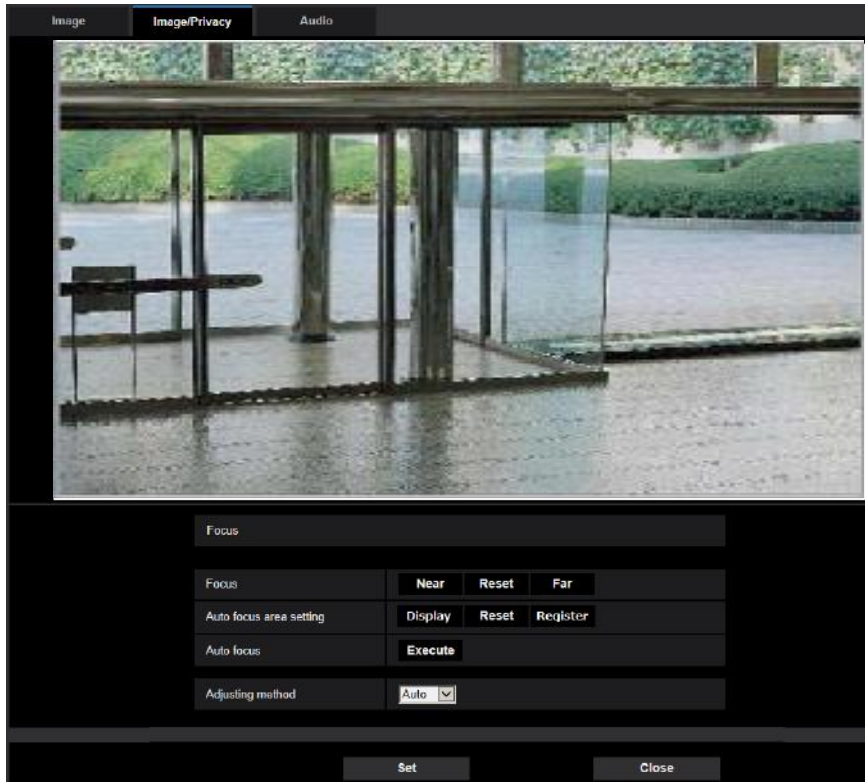 Image Image/Privacy Audio
Focus
Focus Near Reset Far
Auto focus area setting Display Reset Register
Auto focus Execute
Adjusting method Auto
Set Close